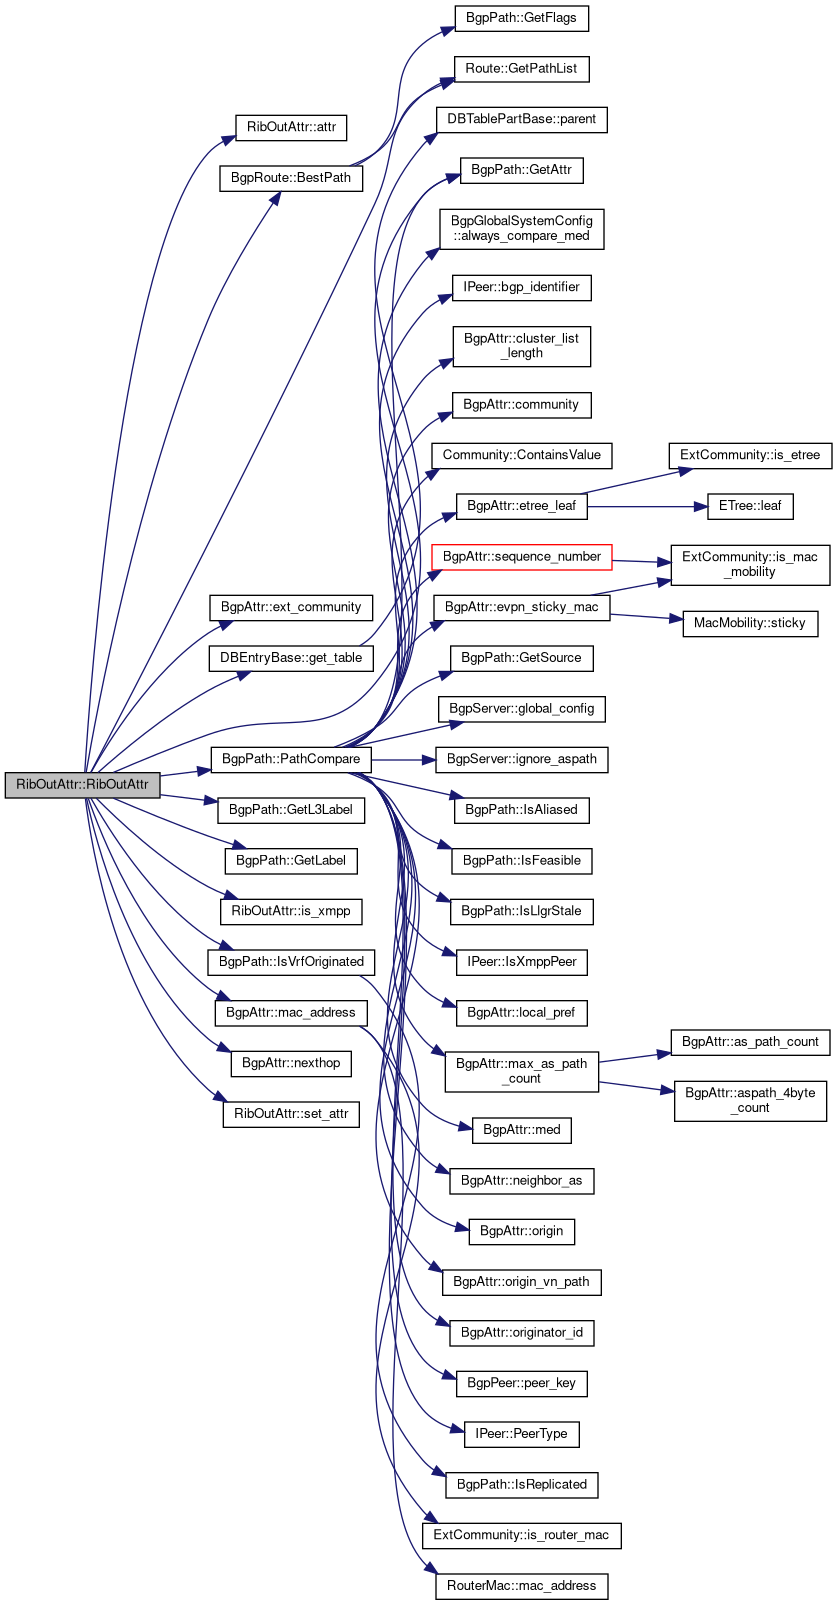 BgpPath::GetFlags
Route::GetPathList
DBTablePartBase::parent
RibOutAttr::attr
BgpRoute::BestPath
BgpPath::GetAttr
BgpGlobalSystemConfig
::always_compare_med
IPeer::bgp_identifier
BgpAttr::cluster_list
_length
BgpAttr::community
Community::ContainsValue
ExtCommunity::is_etree
BgpAttr::etree_leaf
ETree::leaf
BgpAttr::sequence_number
ExtCommunity::is_mac
_mobility
BgpAttr::ext_community
BgpAttr::evpn_sticky_mac
MacMobility::sticky
DBEntryBase::get_table
BgpPath::GetSource
BgpServer::global_config
BgpPath::PathCompare
BgpServer::ignore_aspath
RibOutAttr::RibOutAttr
BgpPath::GetL3Label
BgpPath::IsAliased
BgpPath::GetLabel
BgpPath::IsFeasible
RibOutAttr::is_xmpp
BgpPath::IsLlgrStale
BgpPath::IsVrfOriginated
IPeer::IsXmppPeer
BgpAttr::mac_address
BgpAttr::local_pref
BgpAttr::nexthop
BgpAttr::max_as_path
_count
BgpAttr::as_path_count
BgpAttr::aspath_4byte
_count
RibOutAttr::set_attr
BgpAttr::med
BgpAttr::neighbor_as
BgpAttr::origin
BgpAttr::origin_vn_path
BgpAttr::originator_id
BgpPeer::peer_key
IPeer::PeerType
BgpPath::IsReplicated
ExtCommunity::is_router_mac
RouterMac::mac_address